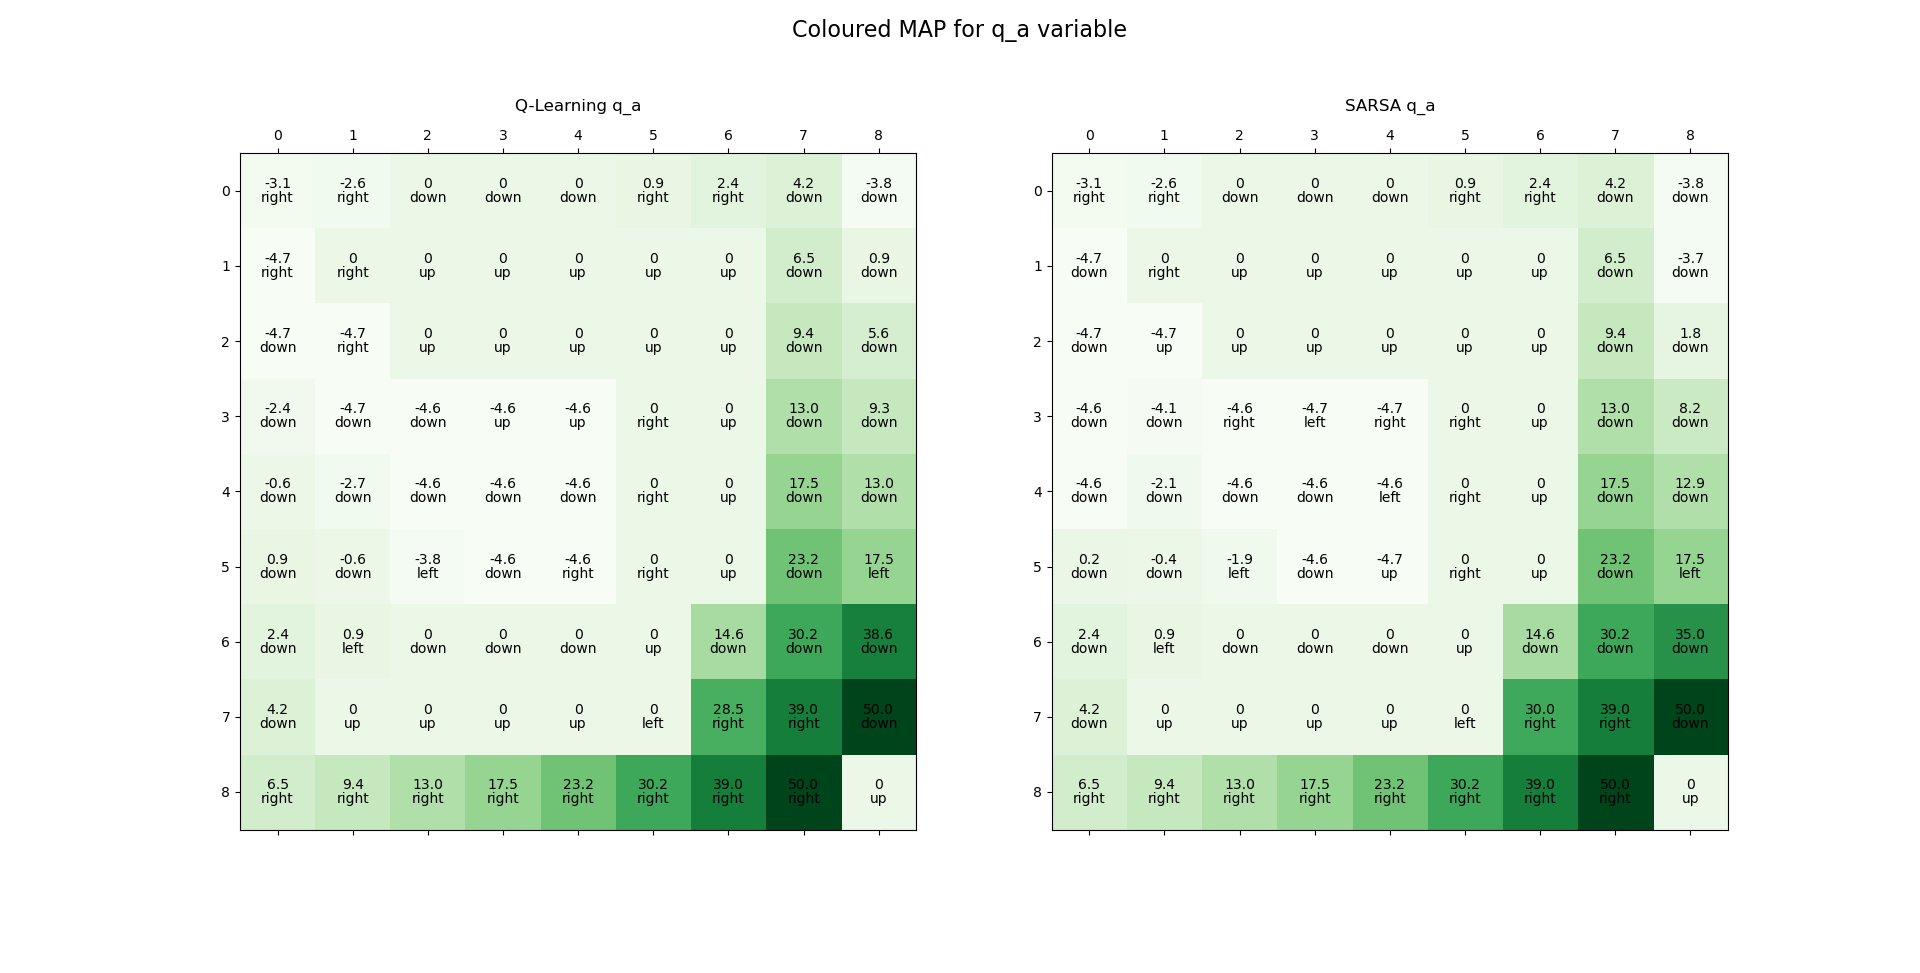 Coloured MAP for q_a variable
Q-Learning q_a
0 1 2 3 4 5 6 7 8
0 -3.1 -2.6 0 0 0 0.9 2.4 4.2 -3.8
right right down down down right right down down
1 -4.7 0 0 0 0 0 0 6.5 0.9
right right up up up up up down down
2 -4.7 -4.7 0 0 0 0 0 9.4 5.6
down right up up up up up down down
3 -2.4 -4.7 -4.6 -4.6 -4.6 0 0 13.0 9.3
down down down up up right up down down
4 -0.6 -2.7 -4.6 -4.6 -4.6 0 0 17.5 13.0
down down down down down right up down down
5 0.9 -0.6 -3.8 -4.6 -4.6 0 0 23.2 17.5
down down left down right right up down left
6 2.4 0.9 0 0 0 0 14.6 30.2 38.6
down left down down down up down down down
7 4.2 0 0 0 0 0 28.5 39.0 50.0
down up up up up left right right down
8 6.5 9.4 13.0 17.5 23.2 30.2 39.0 50.0 0
right right right right right right right right up
SARSA q_a
0 1 2 3 4 5 6 7 8
0 -3.1 -2.6 0 0 0 0.9 2.4 4.2 -3.8
right right down down down right right down down
1 -4.7 0 0 0 0 0 0 6.5 -3.7
down right up up up up up down down
2 -4.7 -4.7 0 0 0 0 0 9.4 1.8
down up up up up up up down down
3 -4.6 -4.1 -4.6 -4.7 -4.7 0 0 13.0 8.2
down down right left right right up down down
4 -4.6 -2.1 -4.6 -4.6 -4.6 0 0 17.5 12.9
down down down down left right up down down
5 0.2 -0.4 -1.9 -4.6 -4.7 0 0 23.2 17.5
down down left down up right up down left
6 2.4 0.9 0 0 0 0 14.6 30.2 35.0
down left down down down up down down down
7 4.2 0 0 0 0 0 30.0 39.0 50.0
down up up up up left right right down
8 6.5 9.4 13.0 17.5 23.2 30.2 39.0 50.0 0
right right right right right right right right up